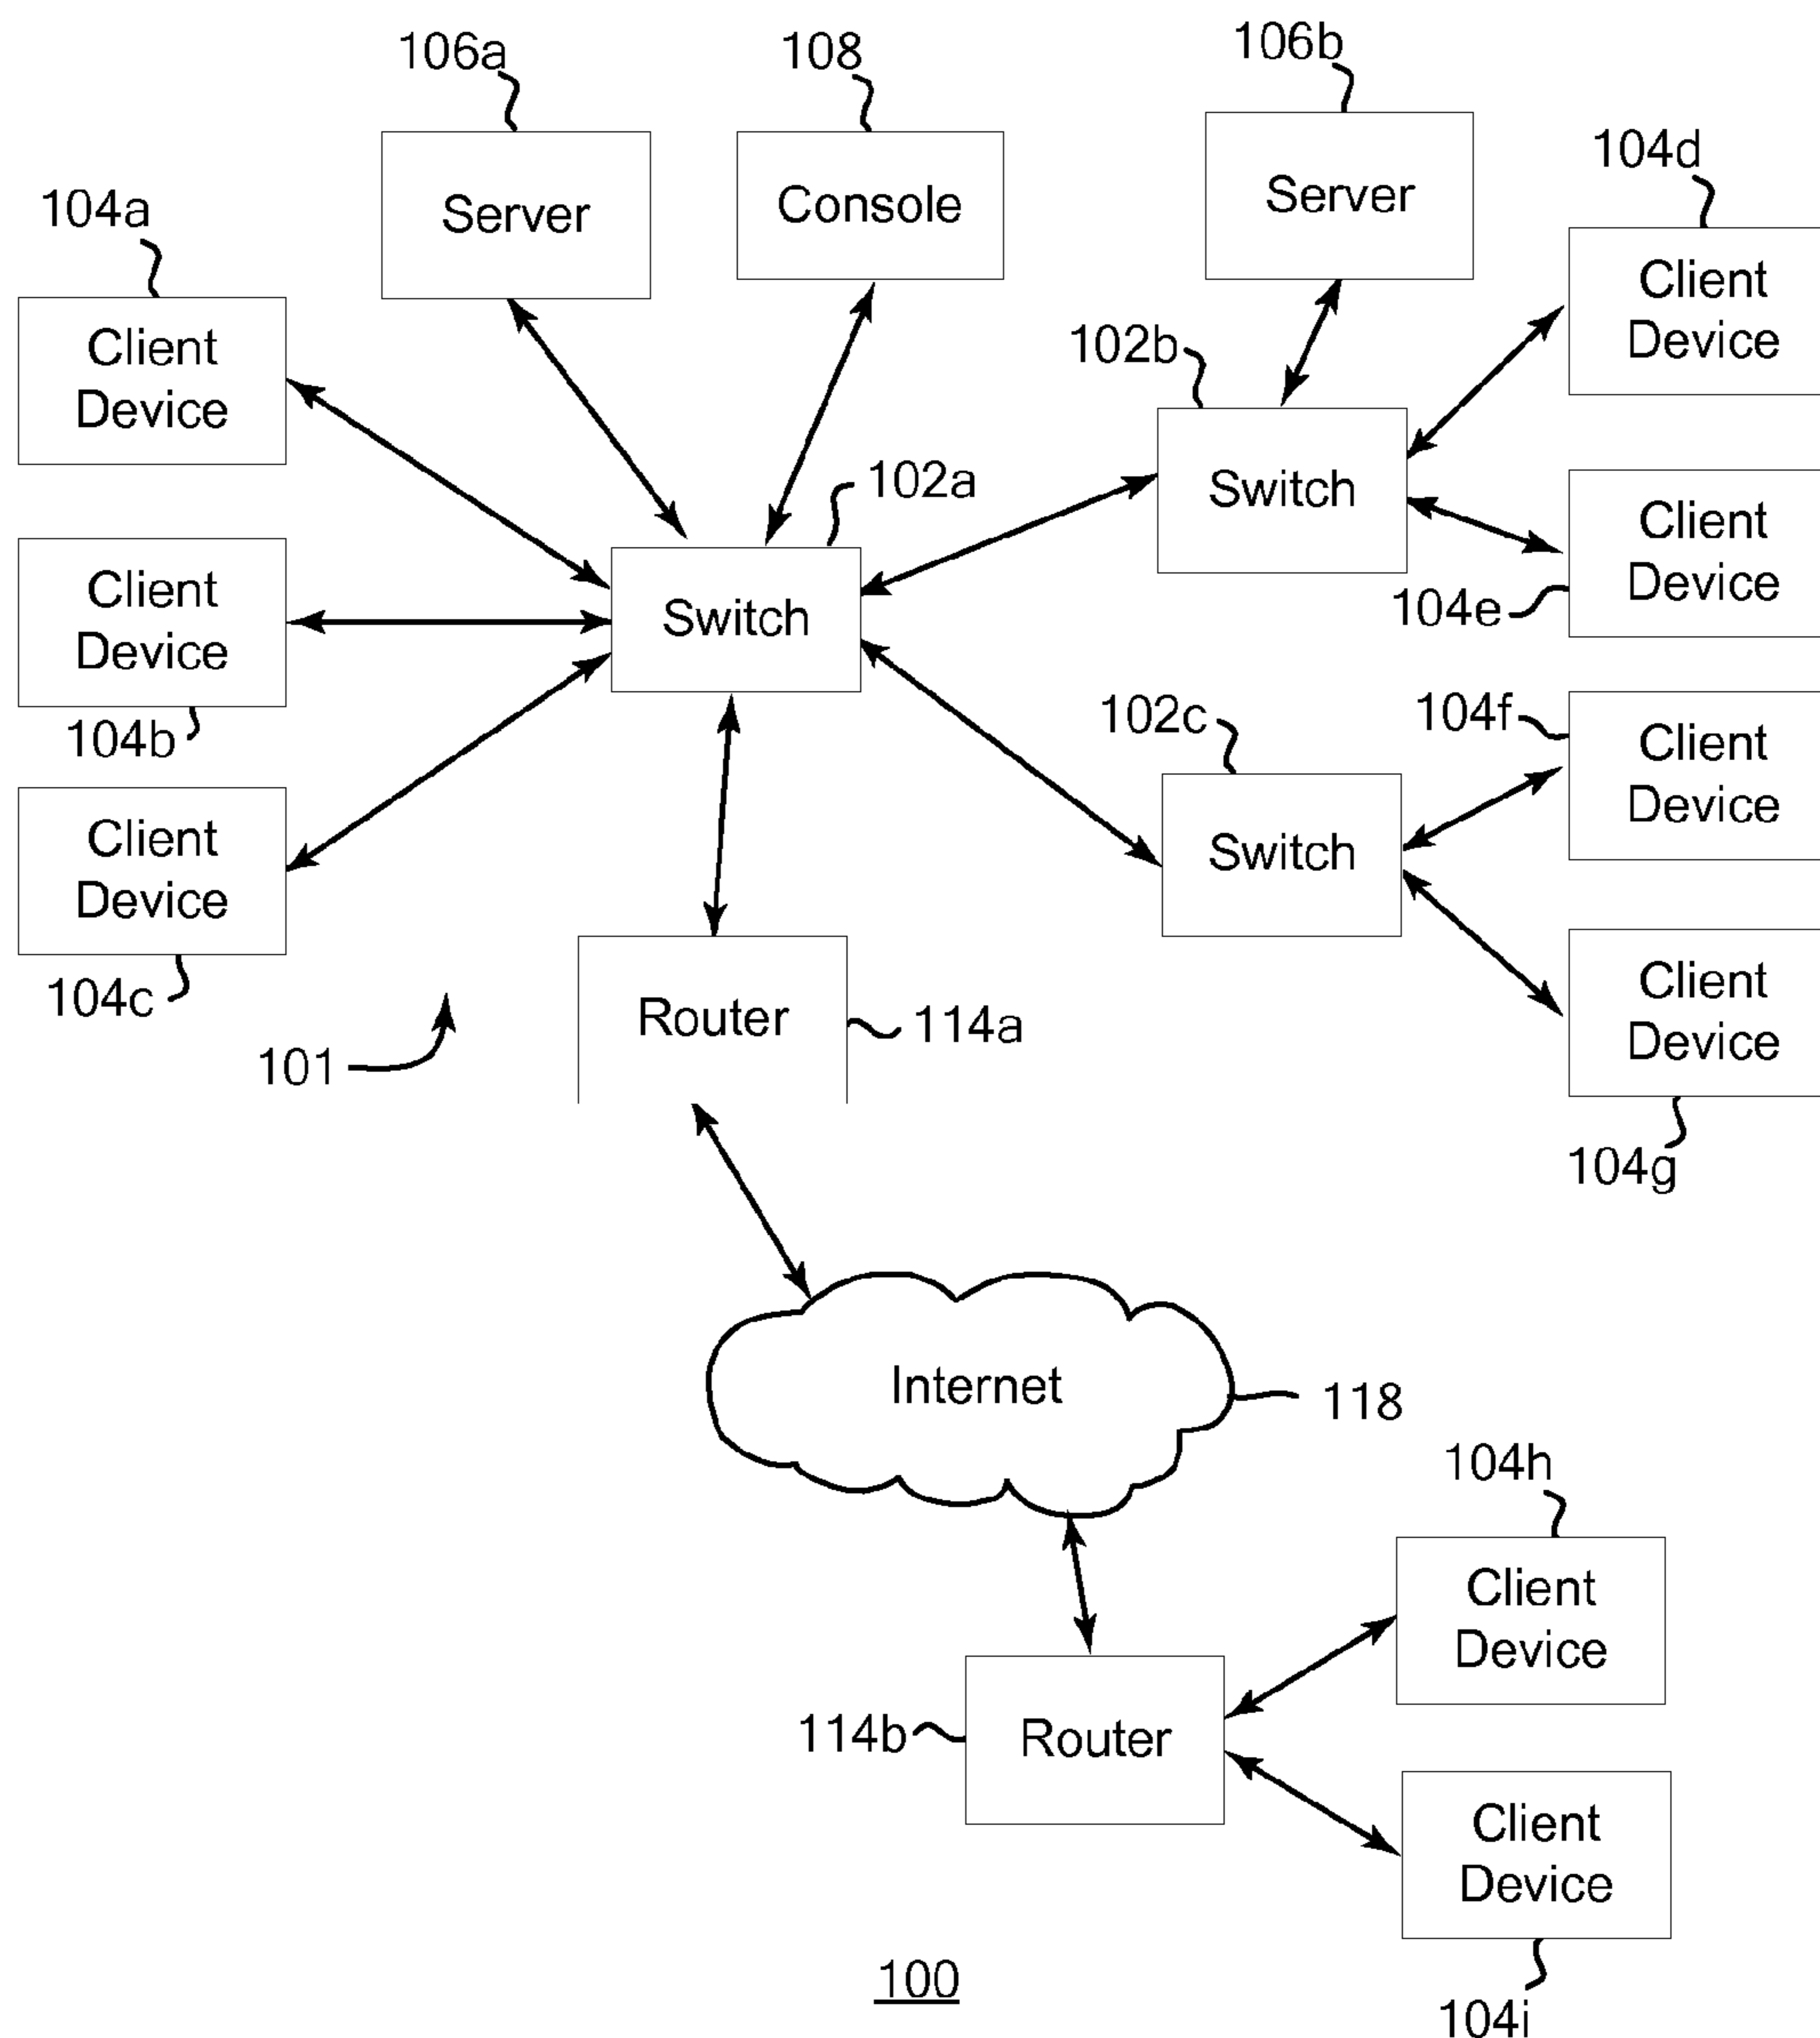 106a
108
106b
104d
104a
Server
Console
Server
Client
Device
102b
Client
Device
102a
Switch
Client
Device
104e
Client
Device
104b
Switch
102c
104f
Client
Device
Client
Device
104c
Switch
Client
Device
104g
Router
114a
101
Internet
118
104h
Client
Device
114b
Router
Client
Device
104i
100